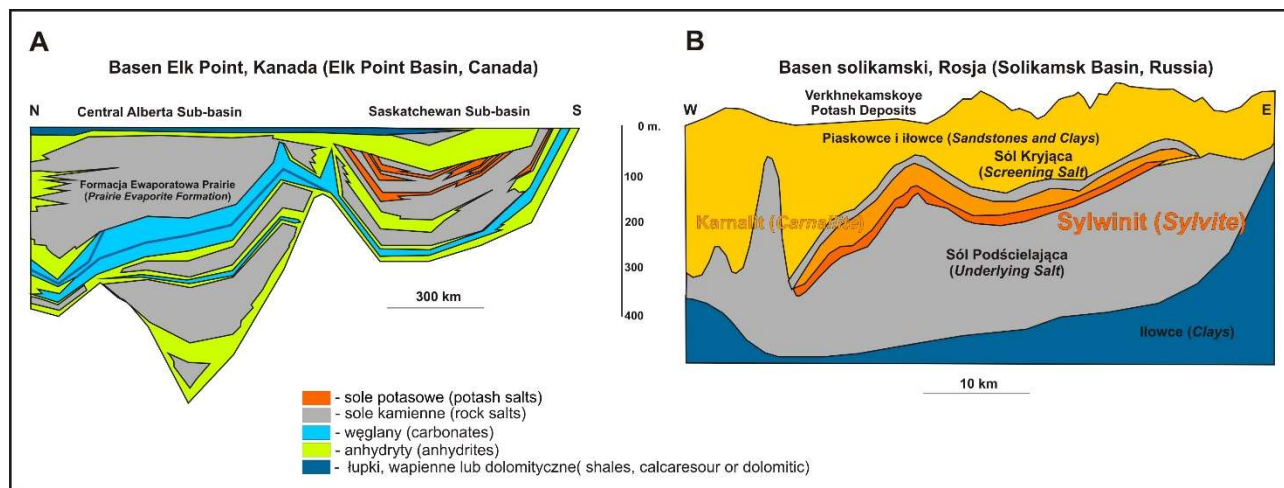 A
Basen Elk Point, Kanada (Elk Point Basin, Canada)
N
Central Alberta Sub-basin
Saskatchewan Sub-basin
S
Formacja Ewaporatowa Prairie
(Prairie Evaporite Formation)
300 km
0 m.
100
200
300
400
B
Basen solikamski, Rosja (Solikamsk Basin, Russia)
W
Verkhnekamskoye
Potash Deposits
E
Piaskowce i iłowce (Sandstones and Clays)
Sól Kryjąca
(Screening Salt)
Karnalit (Carnallite)
Sylwinit (Sylvite)
Sól Podścielająca
(Underlying Salt)
Iłowce (Clays)
10 km
- sole potasowe (potash salts)
- sole kamienne (rock salts)
- węglany (carbonates)
- anhydryty (anhydrites)
- łupki, wapienne lub dolomityczne( shales, calcaresour or dolomitic)